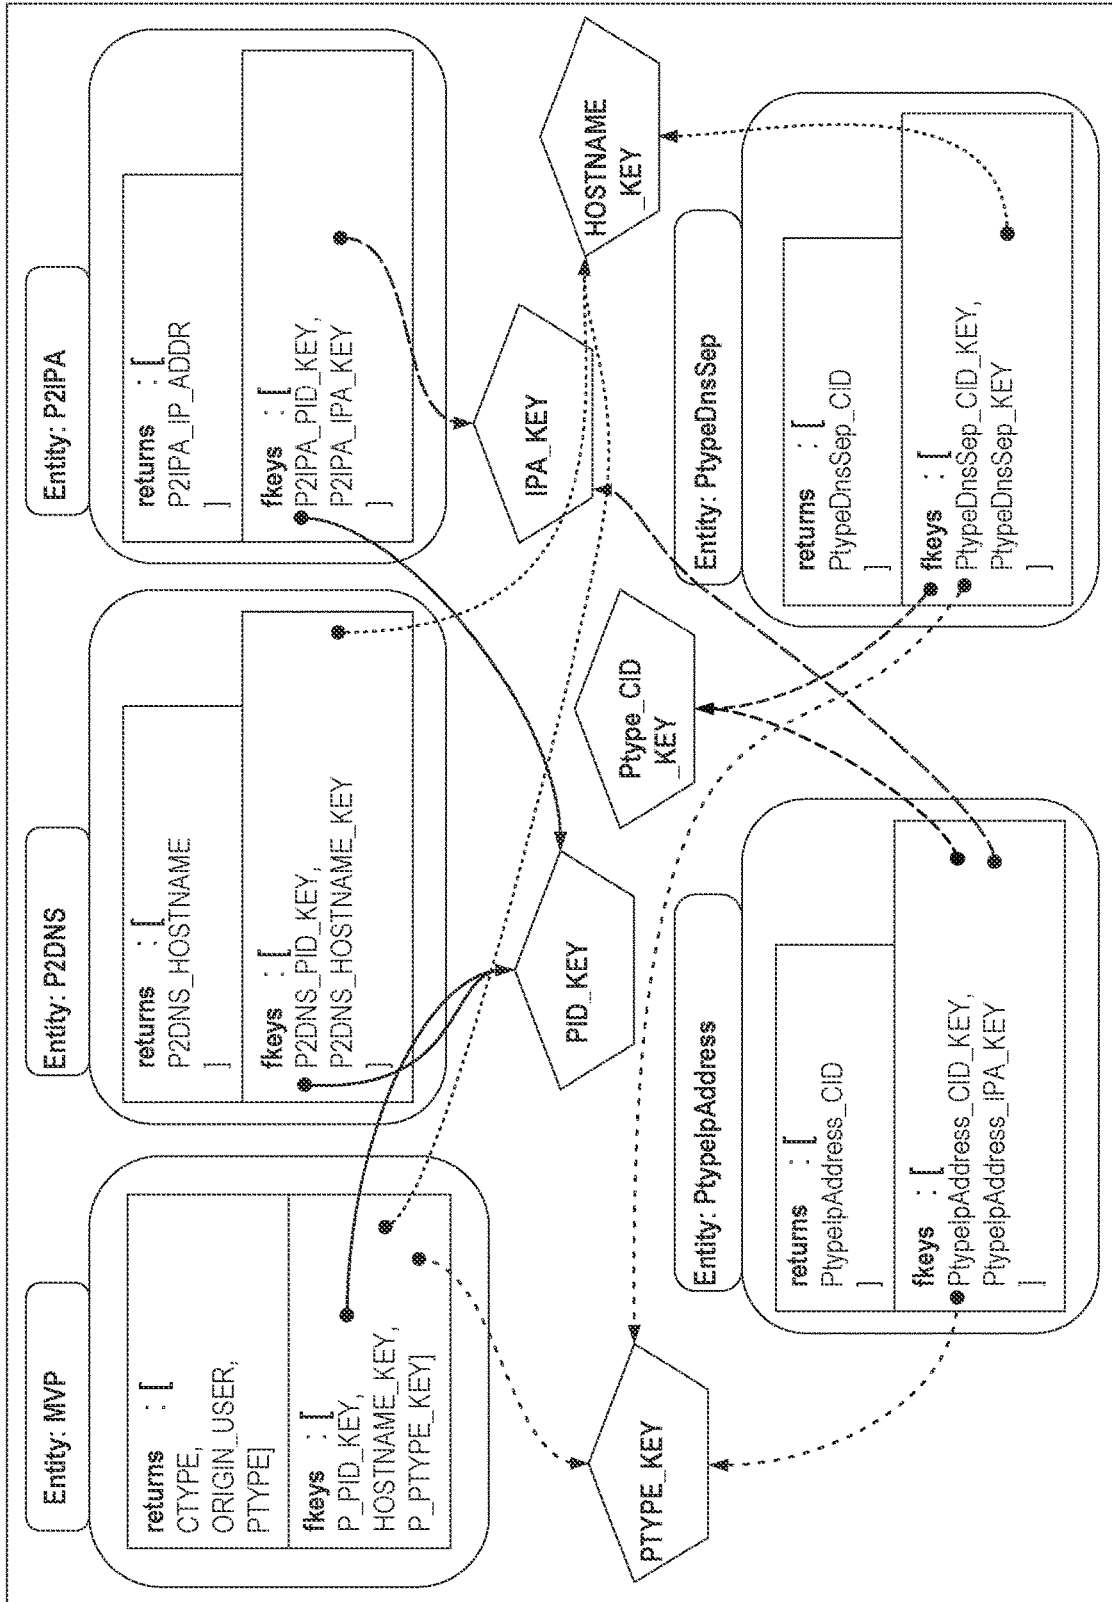 Entity: MVP
returns : [
CTYPE,
ORIGIN_USER,
PTYPE]
fkeys : [
P_PID_KEY,
HOSTNAME_KEY,
P_PTYPE_KEY]
Entity: P2DNS
returns : [
P2DNS_HOSTNAME
]
fkeys : [
P2DNS_PID_KEY,
P2DNS_HOSTNAME_KEY
]
Entity: P2IPA
returns : [
P2IPA_IP_ADDR
]
fkeys : [
P2IPA_PID_KEY,
P2IPA_IPA_KEY
]
PTYPE_KEY
PID_KEY
Ptype_CID
_KEY
IPA_KEY
HOSTNAME
_KEY
Entity: PtypeIpAddress
returns : [
PtypeIpAddress_CID
]
fkeys : [
PtypeIpAddress_CID_KEY,
PtypeIpAddress_IPA_KEY
]
Entity: PtypeDnsSep
returns : [
PtypeDnsSep_CID
]
fkeys : [
PtypeDnsSep_CID_KEY,
PtypeDnsSep_KEY
]